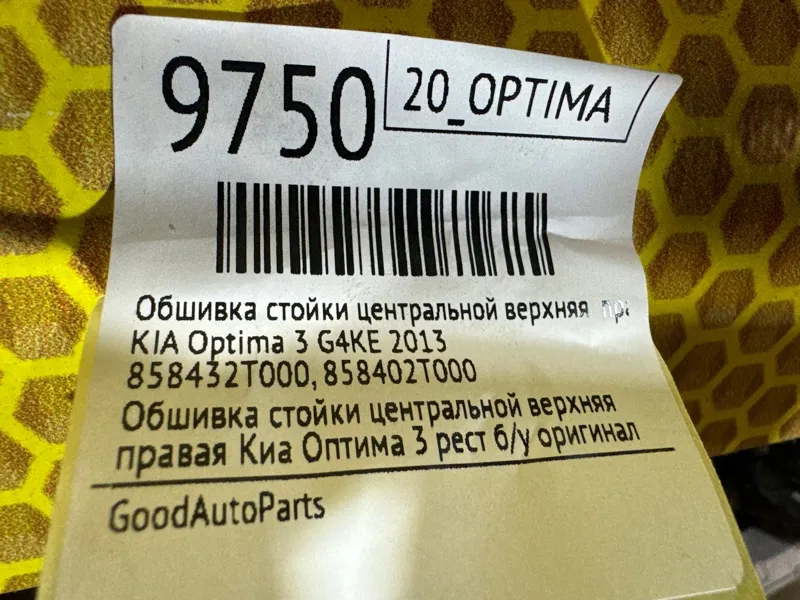 9750
20_OPTIMA
Обшивка стойки центральной верхняя
KIA Optima 3 G4KE 2013
858432T000, 858402T000
Обшивка стойки центральной верхняя
правая Киа Оптима 3 рест б/у оригинал
GoodAutoParts